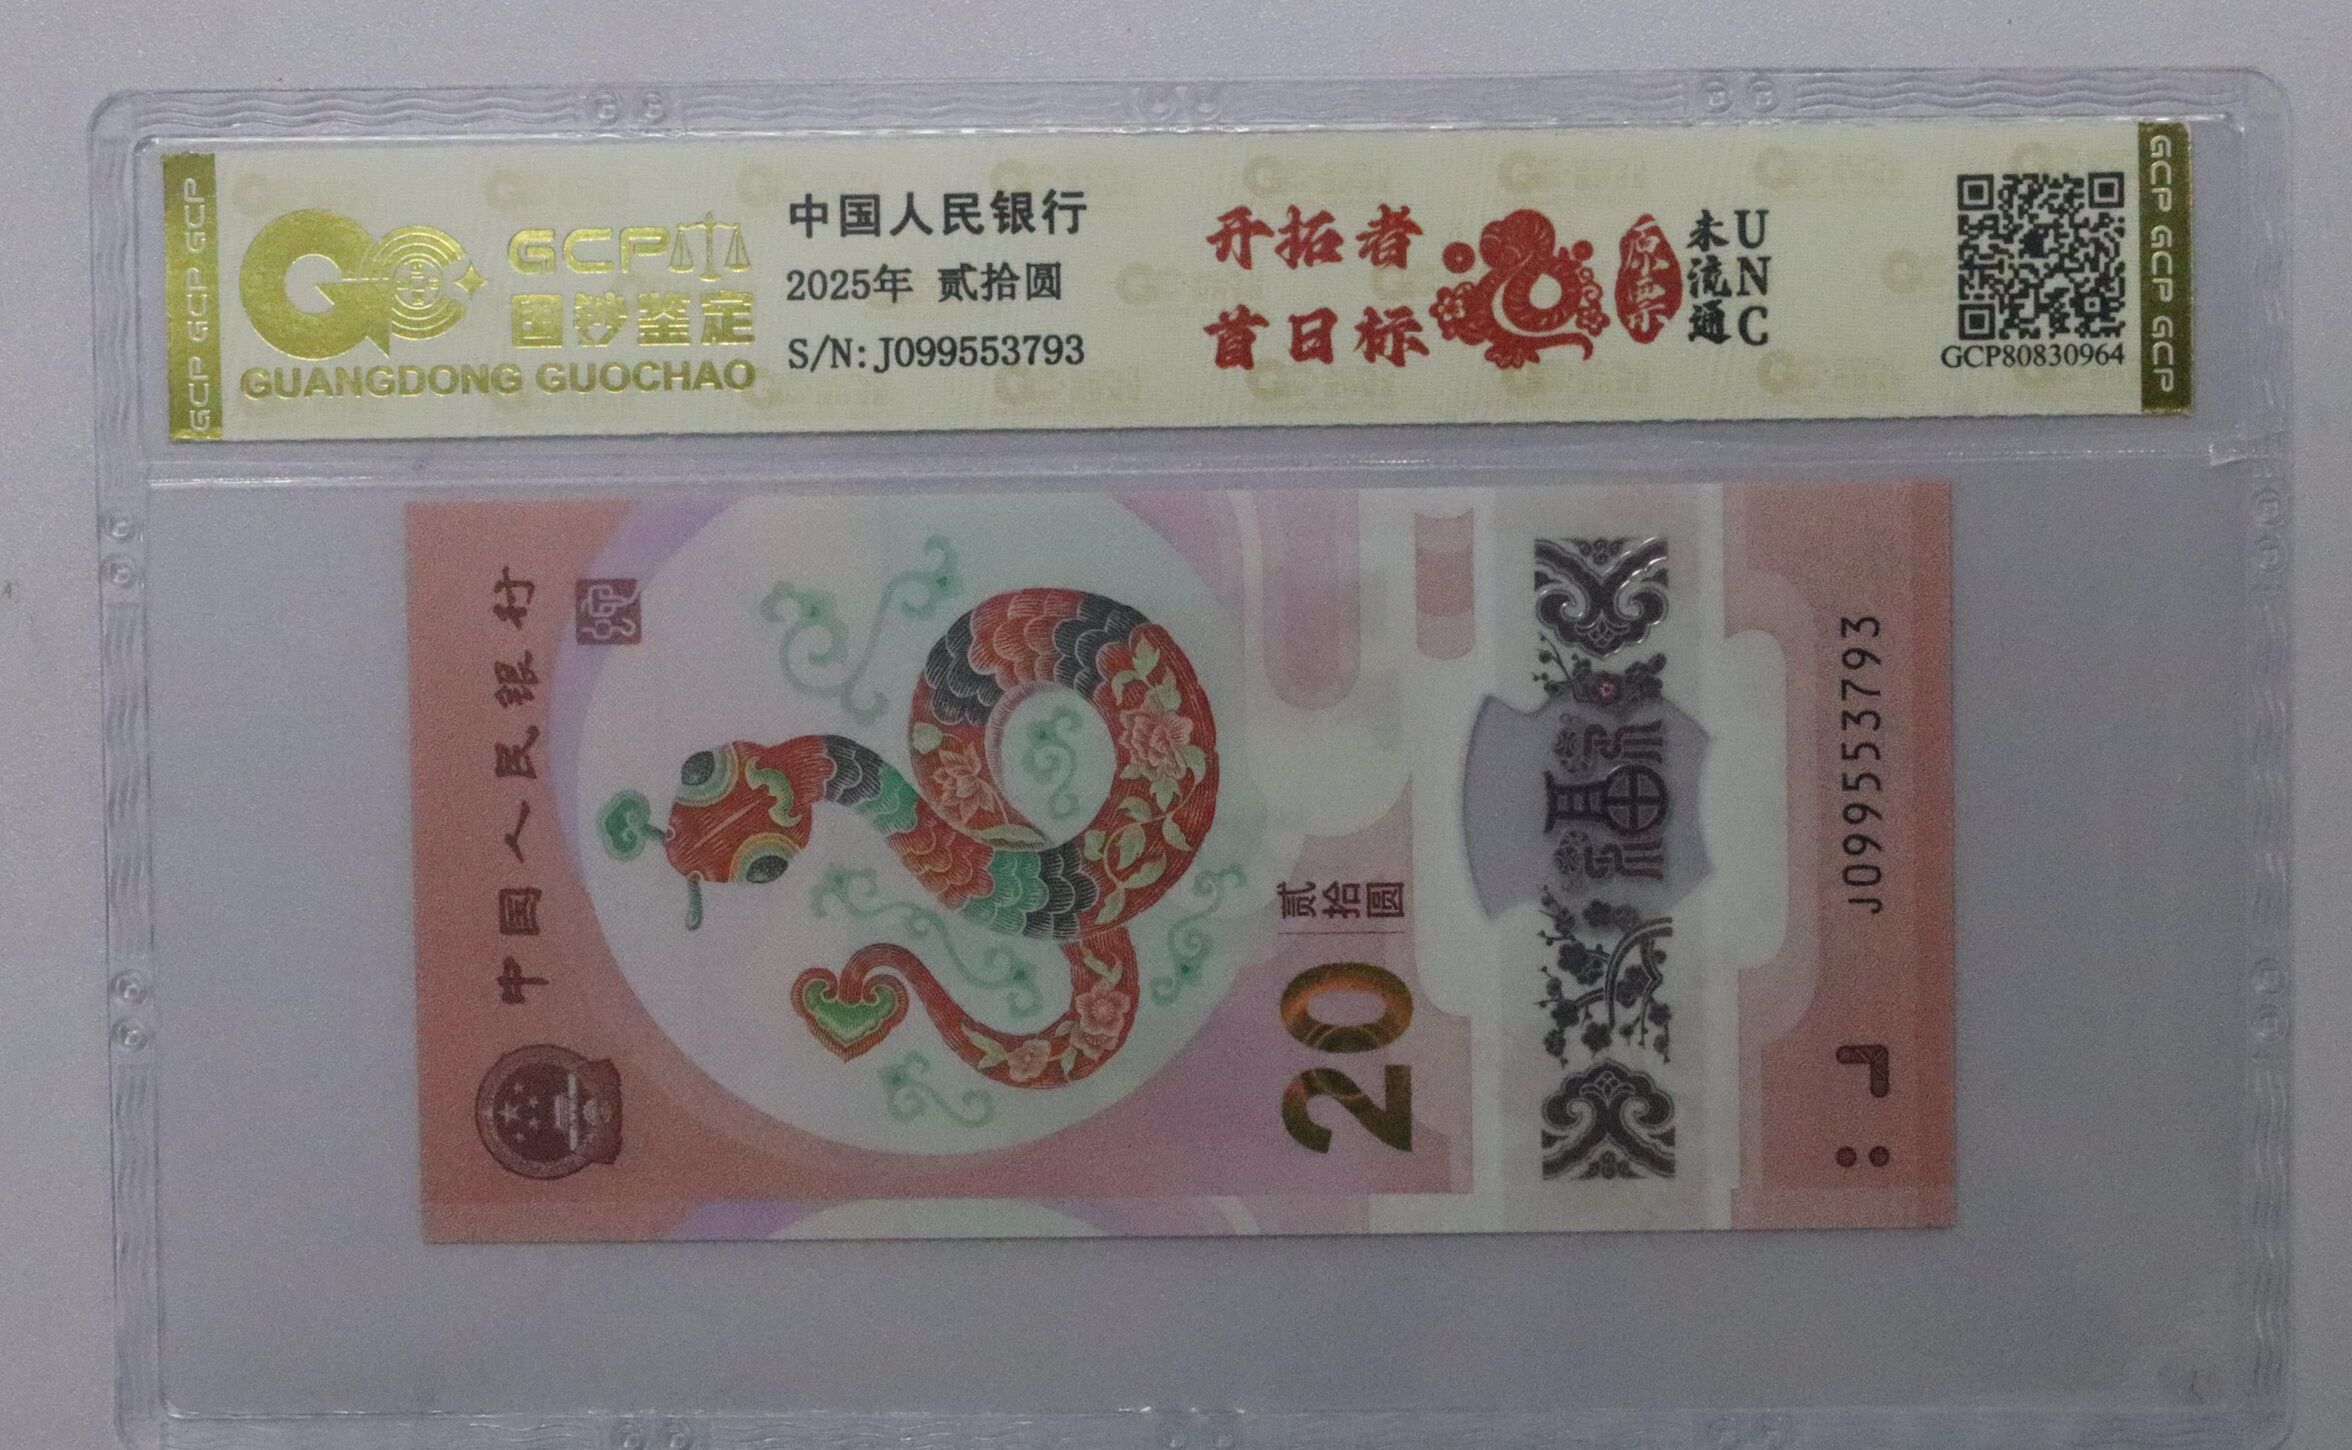 GCP GCP GCP
GCP
国钞鉴定
GUANGDONG GUOCHAO
中国人民银行
2025年 贰拾圆
S/N: J099553793
开拓者
首日标
原票
未流通
UNC
GCP80830964
GCP GCP GCP
中国人民银行
贰拾圆
20
福
J099553793